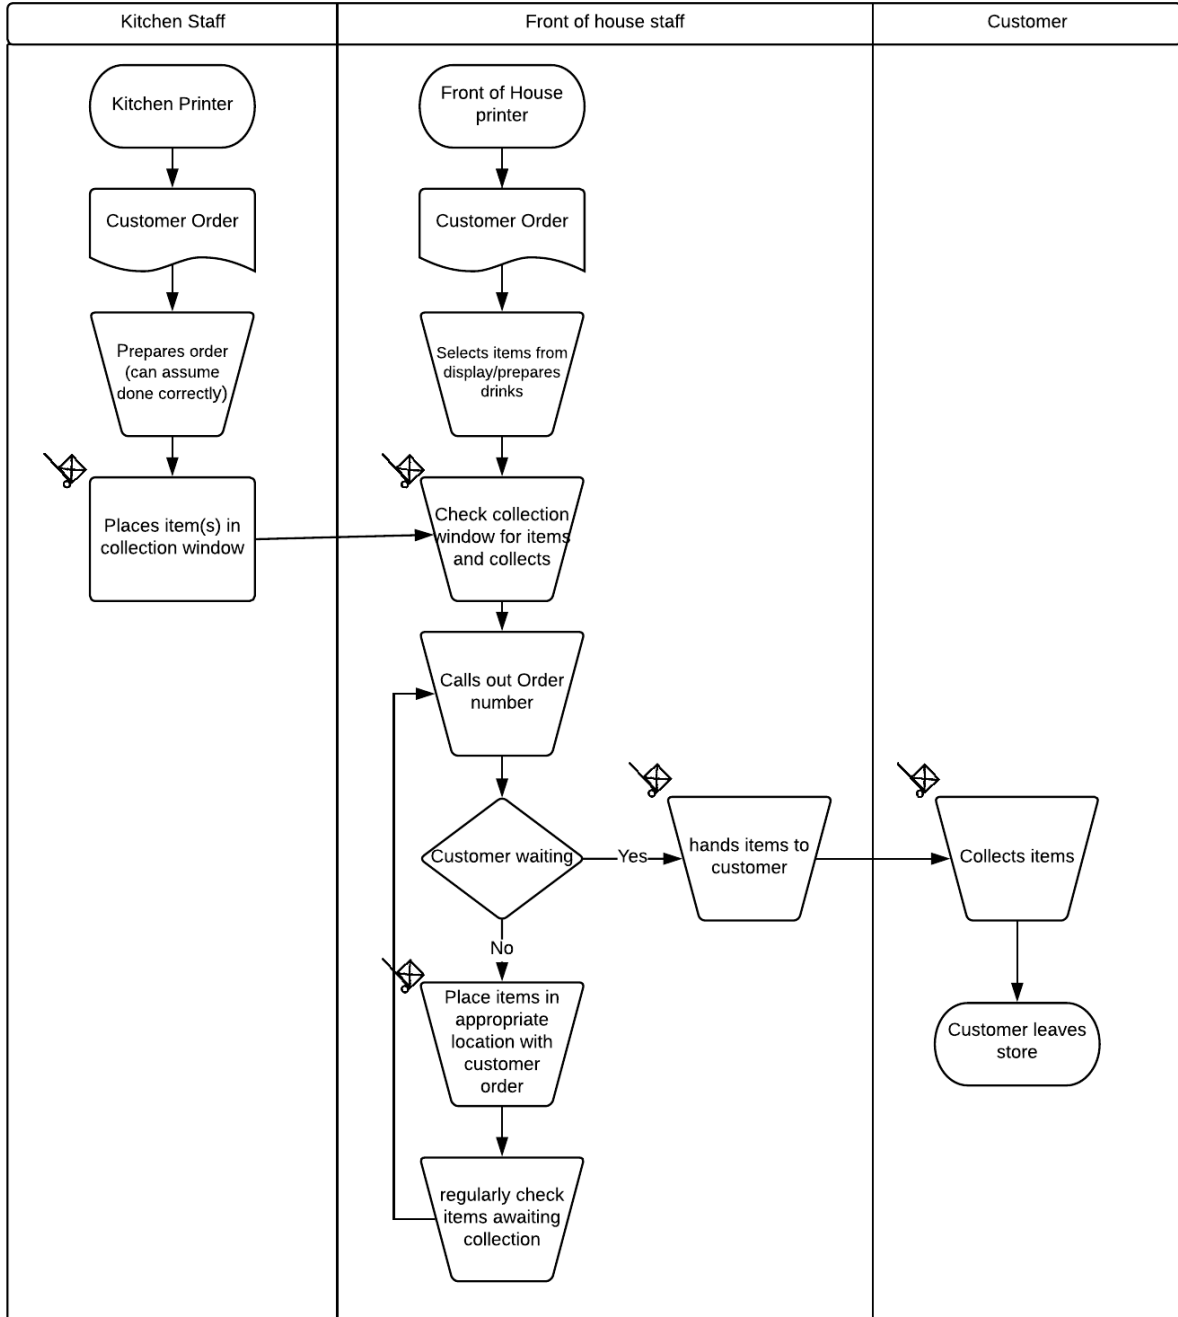 Kitchen Staff
Front of house staff
Customer
Kitchen Printer
Front of House
printer
Customer Order
Customer Order
Prepares order
(can assume
done correctly)
Selects items from
display/prepares
drinks
Places item(s) in
collection window
Check collection
window for items
and collects
Calls out Order
number
Customer waiting
Yes
hands items to
customer
Collects items
No
Place items in
appropriate
location with
customer
order
Customer leaves
store
regularly check
items awaiting
collection